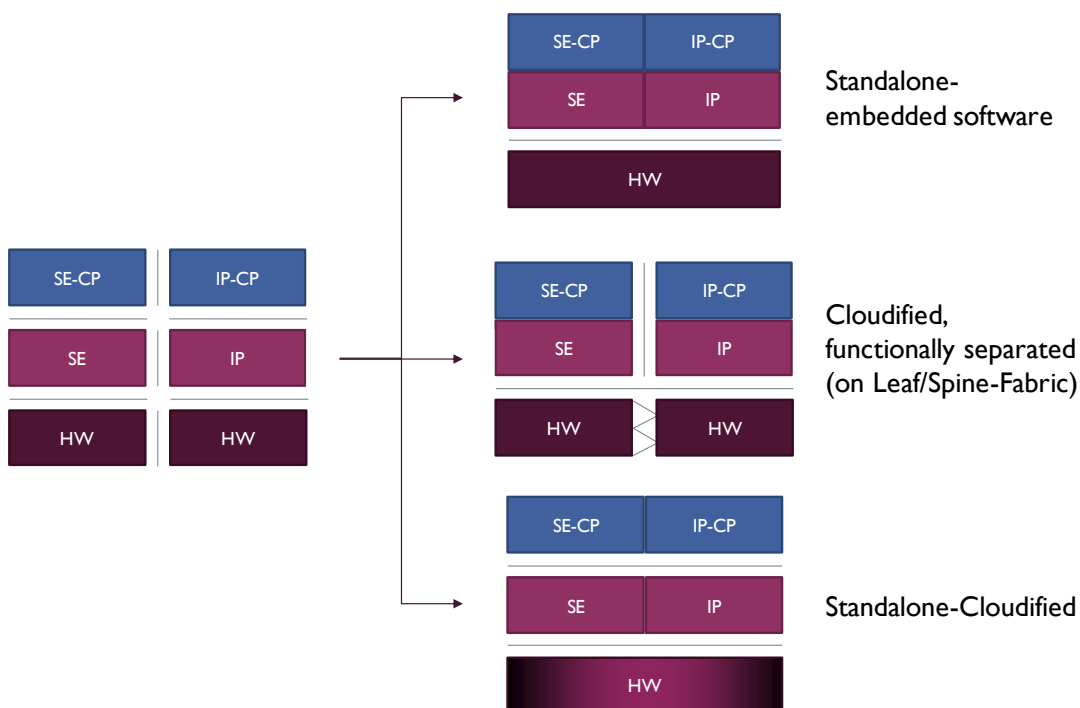 SE-CP IP-CP
SE IP
HW HW
SE-CP IP-CP
SE IP
HW
Standalone-
embedded software
SE-CP IP-CP
SE IP
HW HW
Cloudified,
functionally separated
(on Leaf/Spine-Fabric)
SE-CP IP-CP
SE IP
HW
Standalone-Cloudified